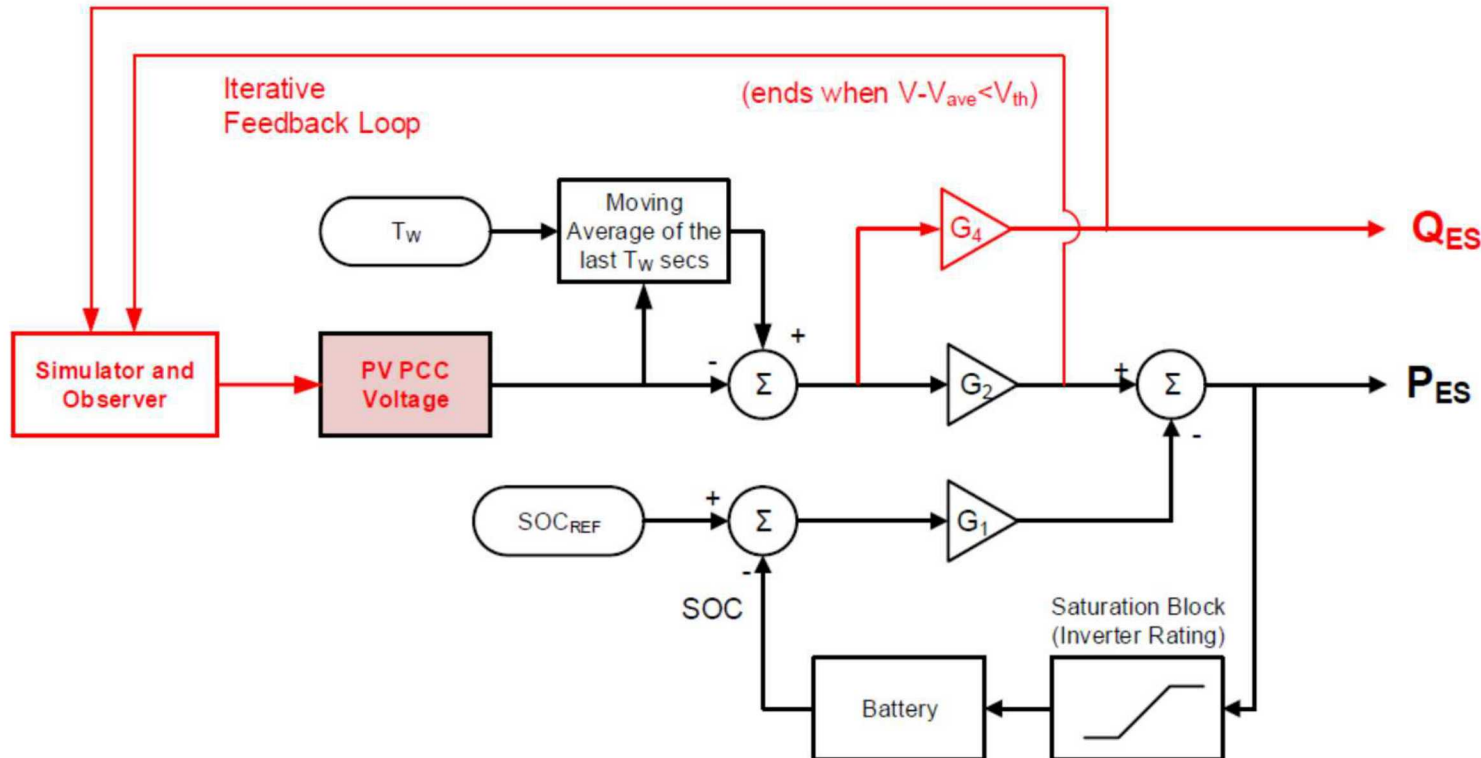 Iterative
Feedback Loop
(ends when V-Vave<Vth)
Moving
Average of the
last TW secs
TW
G4
QES
Simulator and
Observer
PV PCC
Voltage
+
-
Σ
G2
+
Σ
-
PES
SOCREF
+
Σ
-
G1
SOC
Saturation Block
(Inverter Rating)
Battery